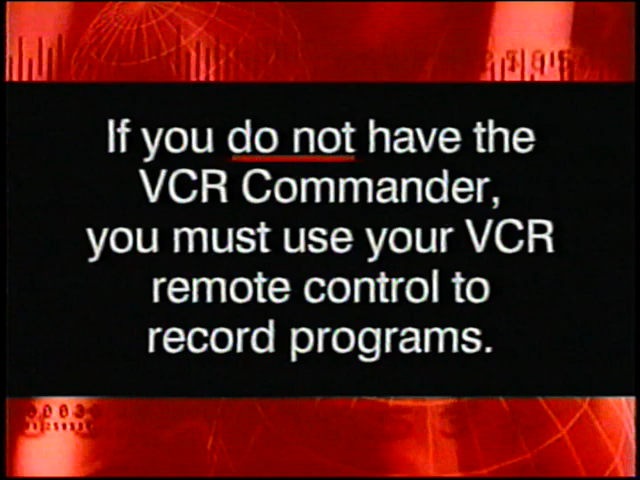 If you do not have the
VCR Commander,
you must use your VCR
remote control to
record programs.